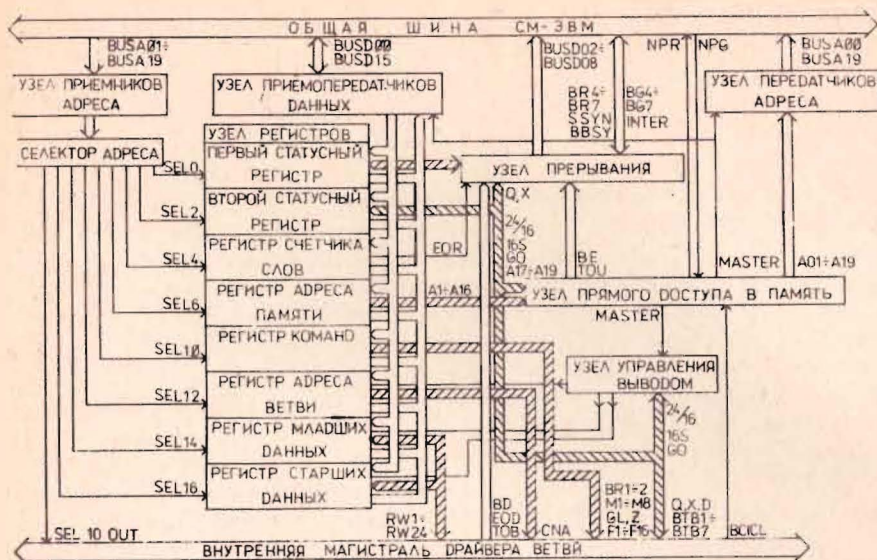 ОБЩАЯ ШИНА СМ-ЭВМ
BUSAØ1÷
BUSA19
BUSDØØ
BUSD15
BUSD02÷
BUSD08
NPR
NPG
BUSAØØ
BUSA19
УЗЕЛ ПРИЕМНИКОВ
АДРЕСА
УЗЕЛ ПРИЕМОПЕРЕДАТЧИКОВ
ДАННЫХ
BR4÷
BR7
SSYN
BBSY
BG4÷
BG7
INTER
УЗЕЛ ПЕРЕДАТЧИКОВ
АДРЕСА
СЕЛЕКТОР АДРЕСА
УЗЕЛ РЕГИСТРОВ
ПЕРВЫЙ СТАТУСНЫЙ
РЕГИСТР
SEL0
УЗЕЛ ПРЕРЫВАНИЯ
ВТОРОЙ СТАТУСНЫЙ
РЕГИСТР
SEL2
Q,X
24/16
16S
GO
A17÷A19
РЕГИСТР СЧЕТЧИКА
СЛОВ
SEL4
EOR
BE
TOU
MASTER
A01÷A19
РЕГИСТР АДРЕСА
ПАМЯТИ
SEL6
A1÷A16
УЗЕЛ ПРЯМОГО ДОСТУПА В ПАМЯТЬ
MASTER
РЕГИСТР КОМАНД
SEL1Ø
УЗЕЛ УПРАВЛЕНИЯ
ВЫВОДОМ
РЕГИСТР АДРЕСА
ВЕТВИ
SEL12
24/16
16S
GO
РЕГИСТР МЛАДШИХ
ДАННЫХ
SEL14
РЕГИСТР СТАРШИХ
ДАННЫХ
SEL16
SEL 10 OUT
RW1÷
RW24
BD
EOD
TOB
CNA
BR1÷2
M1÷M8
GL,Z
F1÷F16
Q,X,D
BTB1÷
BTB7
BCICL
ВНУТРЕННЯЯ МАГИСТРАЛЬ ДРАЙВЕРА ВЕТВИ